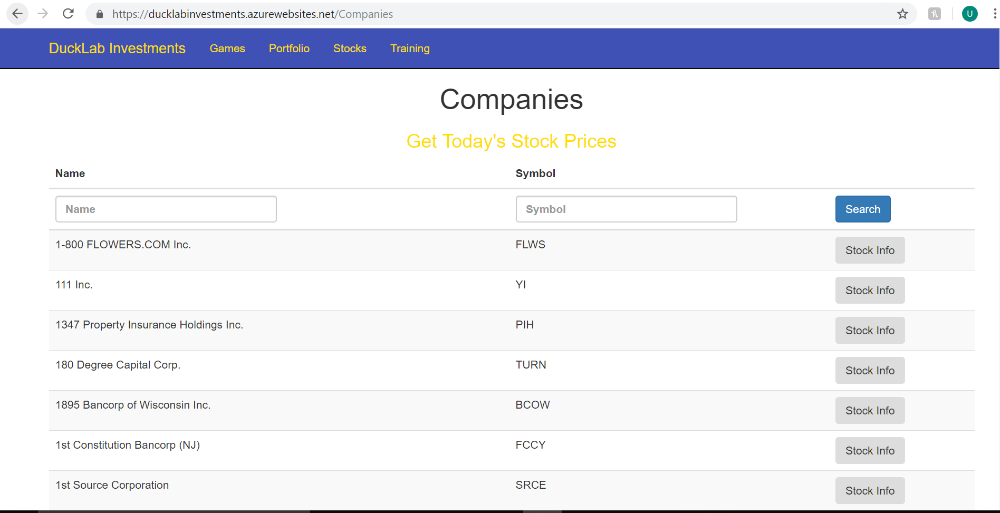 https://ducklabinvestments.azurewebsites.net/Companies
U
DuckLab Investments Games Portfolio Stocks Training
Companies
Get Today's Stock Prices
Name Symbol
Name Symbol Search
1-800 FLOWERS.COM Inc. FLWS Stock Info
111 Inc. YI Stock Info
1347 Property Insurance Holdings Inc. PIH Stock Info
180 Degree Capital Corp. TURN Stock Info
1895 Bancorp of Wisconsin Inc. BCOW Stock Info
1st Constitution Bancorp (NJ) FCCY Stock Info
1st Source Corporation SRCE Stock Info